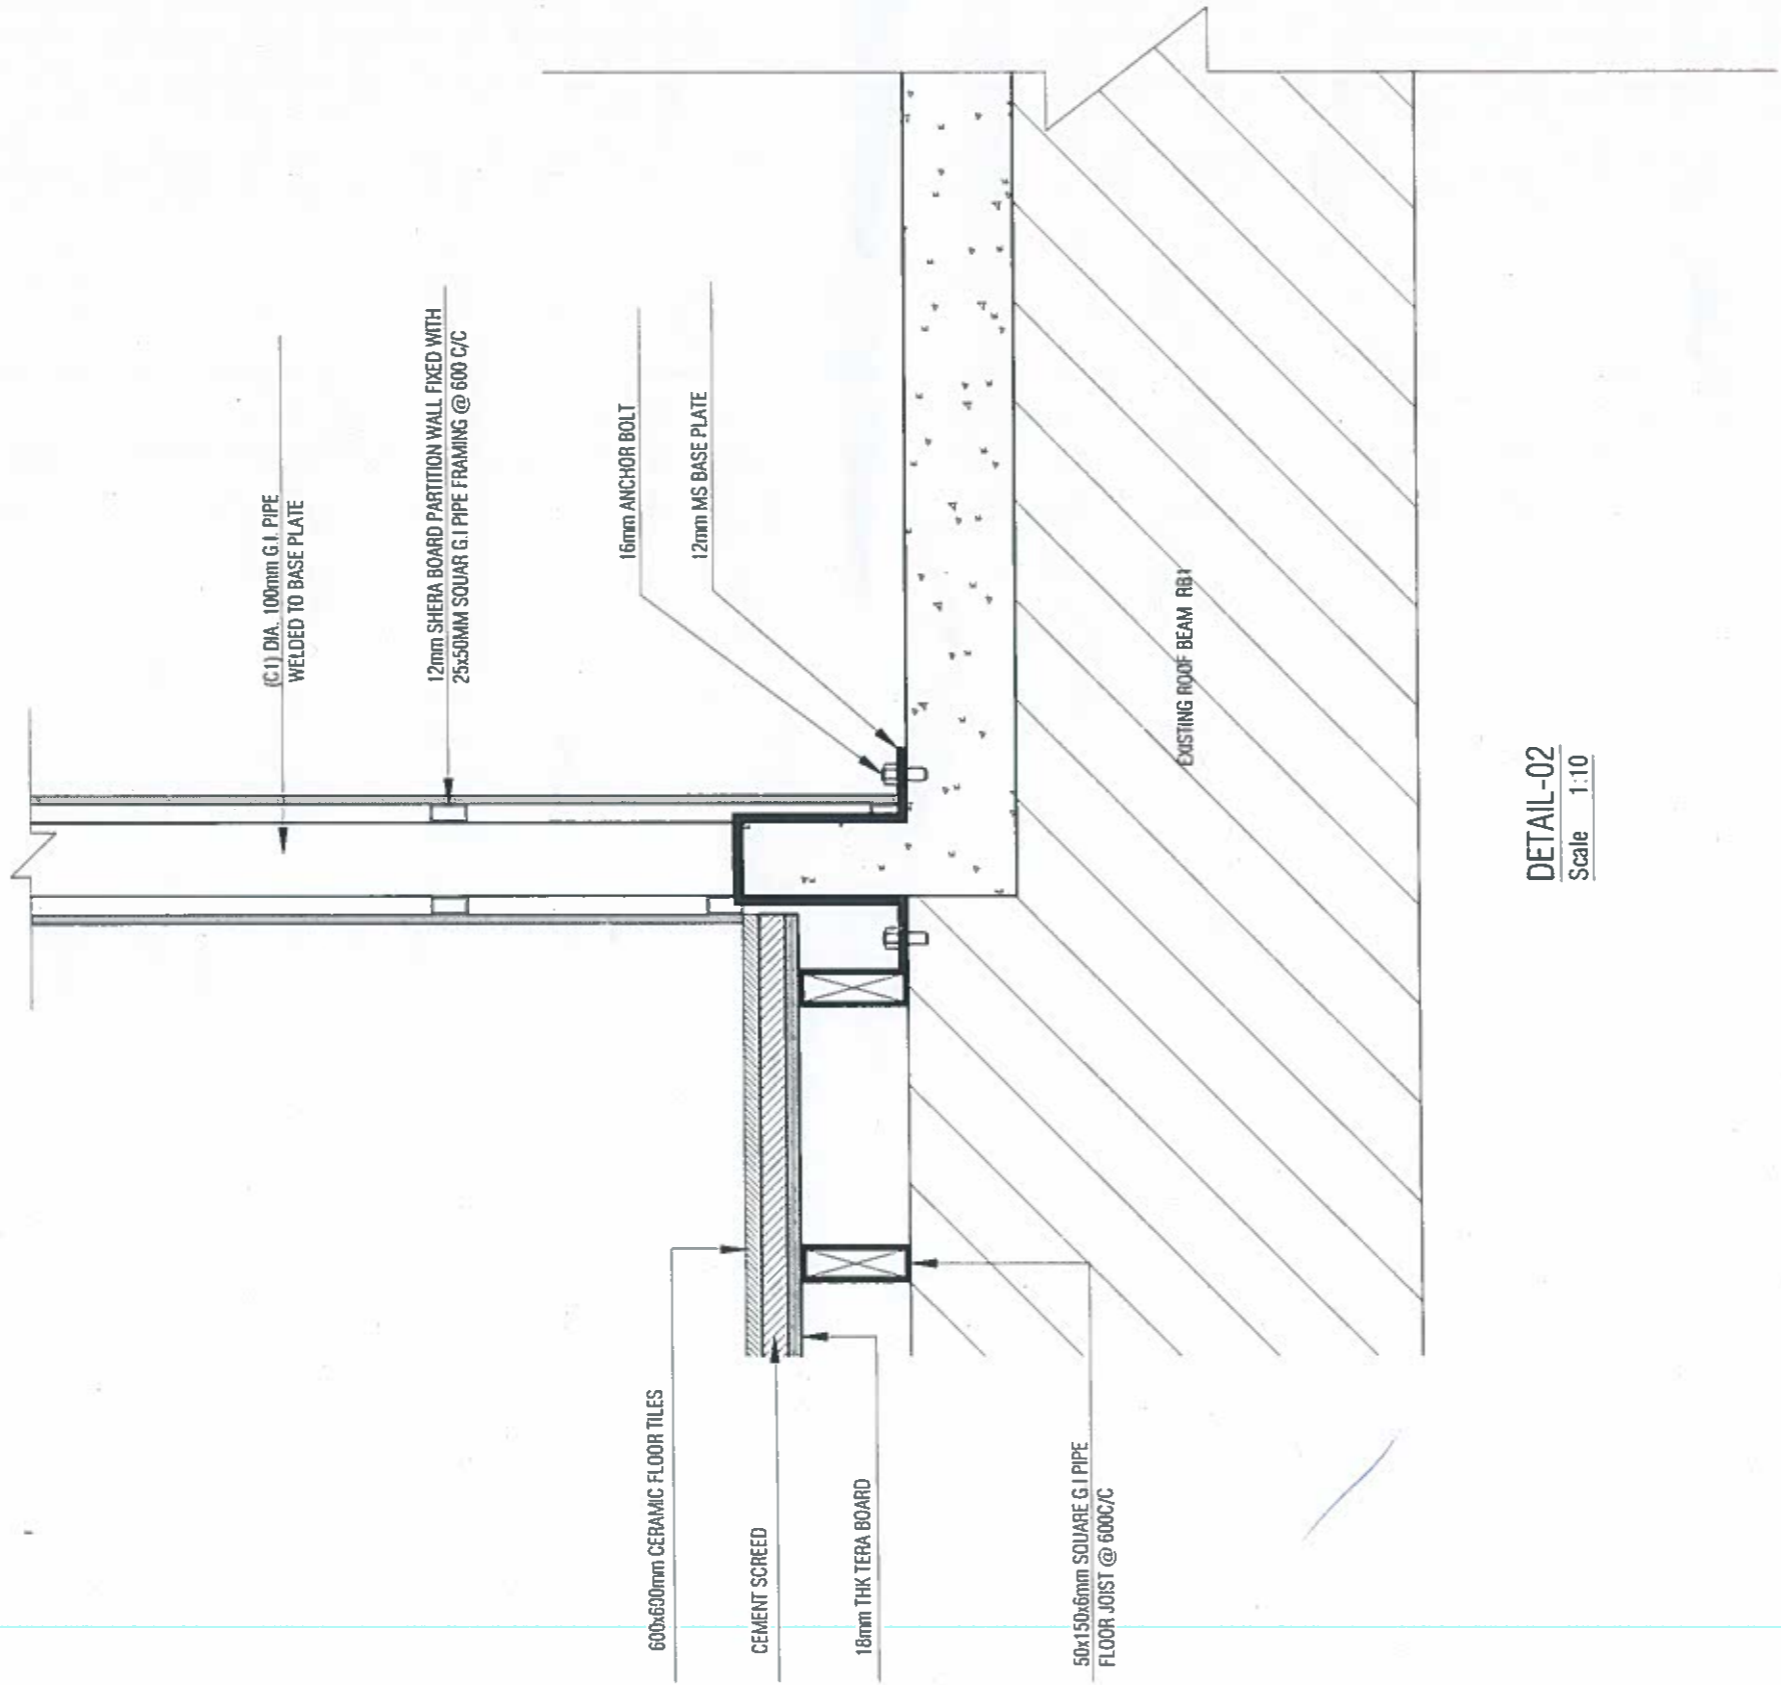 (C1) DIA. 100mm G.I. PIPE
WELDED TO BASE PLATE
12mm SHERA BOARD PARTITION WALL FIXED WITH
25x50MM SQUAR G.I PIPE FRAMING @ 600 C/C
16mm ANCHOR BOLT
12mm MS BASE PLATE
600x600mm CERAMIC FLOOR TILES
CEMENT SCREED
18mm THK TERA BOARD
50x150x6mm SQUARE G.I PIPE
FLOOR JOIST @ 600C/C
EXISTING ROOF BEAM RB1
DETAIL-02
Scale 1:10